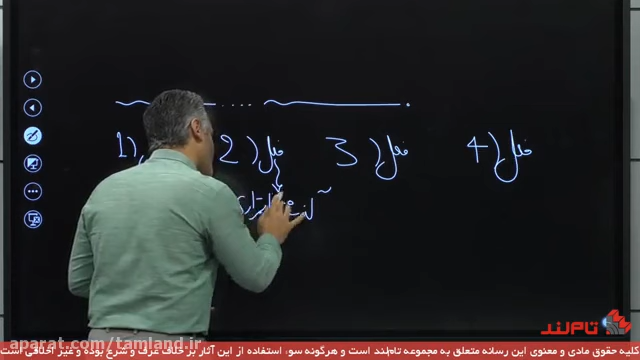 ....
1) 2) فعل 3) فعل 4) فعل
تام‌لند
aparat.com/tamland.ir
کلیه حقوق مادی و معنوی این رسانه متعلق به مجموعه تام‌لند است و هرگونه سوء استفاده از این آثار بر خلاف عرف و شرع بوده و غیر اخلاقی است